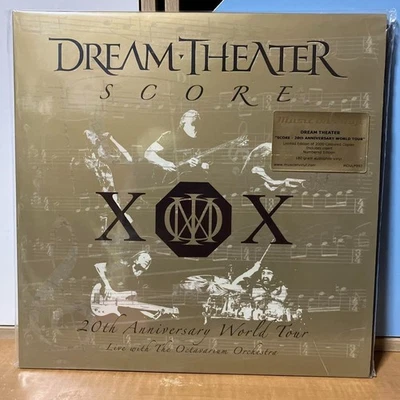 DREAM·THEATER
SCORE
DREAM THEATER
"SCORE - 20TH ANNIVERSARY WORLD TOUR"
X X
20th Anniversary World Tour
Live with The Octavarium Orchestra